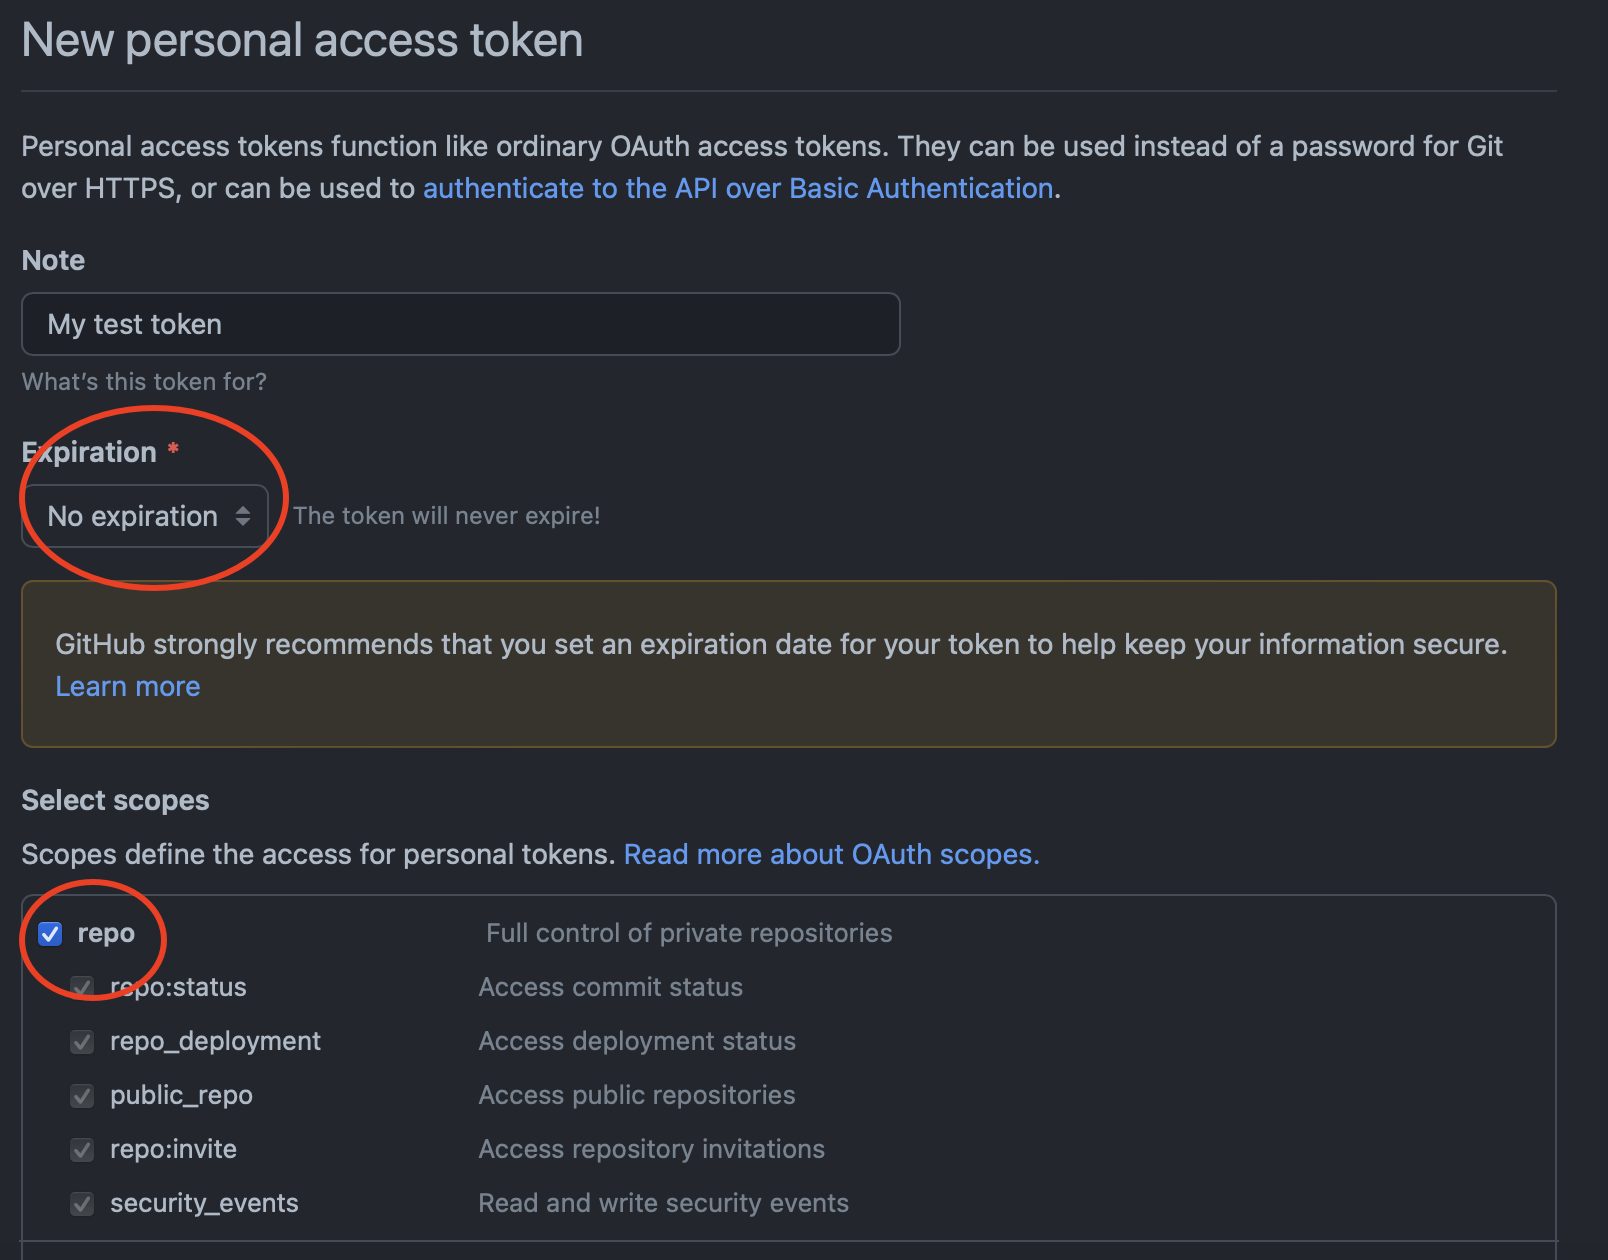 New personal access token
Personal access tokens function like ordinary OAuth access tokens. They can be used instead of a password for Git
over HTTPS, or can be used to authenticate to the API over Basic Authentication.
Note
My test token
What's this token for?
Expiration *
No expiration The token will never expire!
GitHub strongly recommends that you set an expiration date for your token to help keep your information secure.
Learn more
Select scopes
Scopes define the access for personal tokens. Read more about OAuth scopes.
repo Full control of private repositories
repo:status Access commit status
repo_deployment Access deployment status
public_repo Access public repositories
repo:invite Access repository invitations
security_events Read and write security events